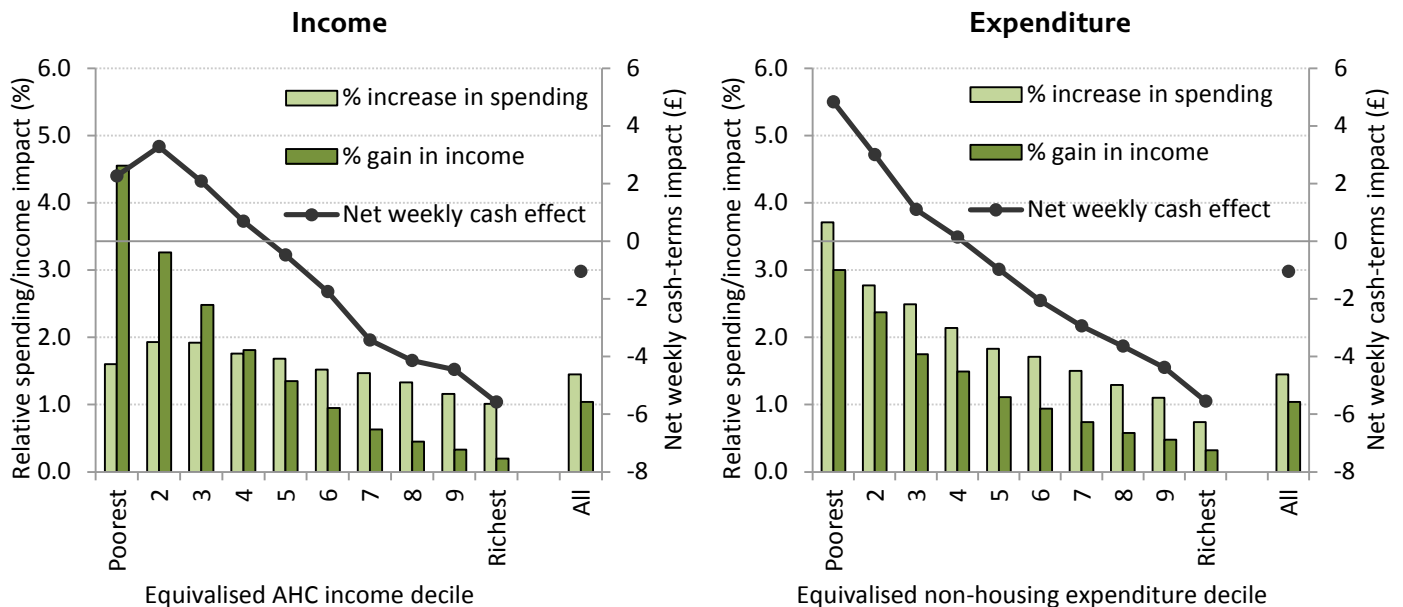 Income
Relative spending/income impact (%)
6.0
5.0
4.0
3.0
2.0
1.0
0.0
% increase in spending
% gain in income
Net weekly cash effect
6
4
2
0
-2
-4
-6
-8
Net weekly cash-terms impact (£)
Poorest
2
3
4
5
6
7
8
9
Richest
All
Equivalised AHC income decile
Expenditure
Relative spending/income impact (%)
6.0
5.0
4.0
3.0
2.0
1.0
0.0
% increase in spending
% gain in income
Net weekly cash effect
6
4
2
0
-2
-4
-6
-8
Net weekly cash-terms impact (£)
Poorest
2
3
4
5
6
7
8
9
Richest
All
Equivalised non-housing expenditure decile